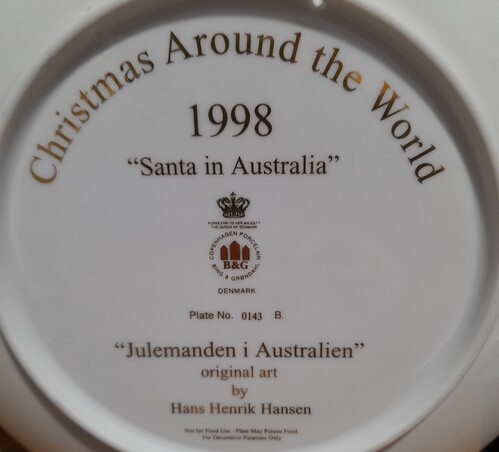 Christmas Around the World
1998
“Santa in Australia”
PURVEYOR TO HER MAJESTY
THE QUEEN OF DENMARK
COPENHAGEN PORCELAIN
B&G
BING & GRØNDAHL
DENMARK
Plate No. 0143 B.
“Julemanden i Australien”
original art
by
Hans Henrik Hansen
Not for Food Use - Plate May Poison Food.
For Decorative Purposes Only